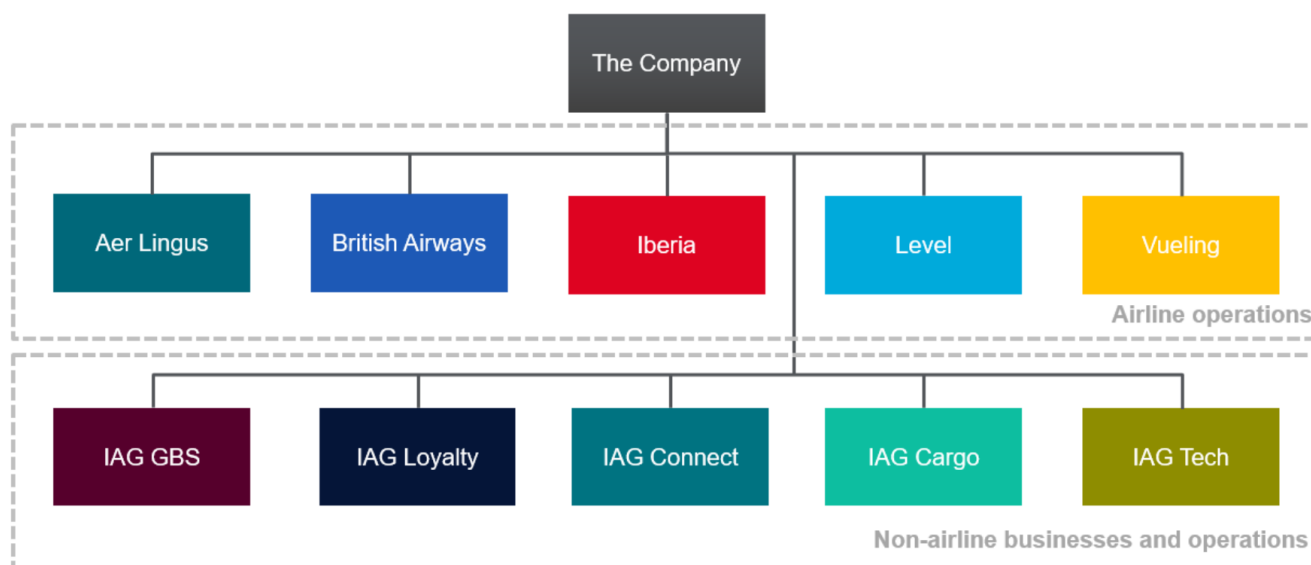 The Company
Aer Lingus
British Airways
Iberia
Level
Vueling
Airline operations
IAG GBS
IAG Loyalty
IAG Connect
IAG Cargo
IAG Tech
Non-airline businesses and operations